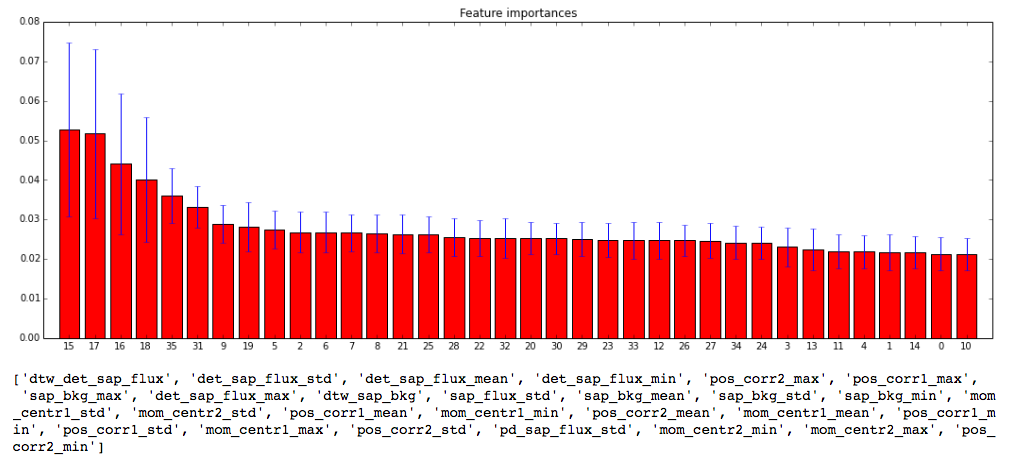 Feature importances
0.08
0.07
0.06
0.05
0.04
0.03
0.02
0.01
0.00
15 17 16 18 35 31 9 19 5 2 6 7 8 21 25 28 22 32 20 30 29 23 33 12 26 27 34 24 3 13 11 4 1 14 0 10
['dtw_det_sap_flux', 'det_sap_flux_std', 'det_sap_flux_mean', 'det_sap_flux_min', 'pos_corr2_max', 'pos_corr1_max',
'sap_bkg_max', 'det_sap_flux_max', 'dtw_sap_bkg', 'sap_flux_std', 'sap_bkg_mean', 'sap_bkg_std', 'sap_bkg_min', 'mom
_centr1_std', 'mom_centr2_std', 'pos_corr1_mean', 'mom_centr1_min', 'pos_corr2_mean', 'mom_centr1_mean', 'pos_corr1_m
in', 'pos_corr1_std', 'mom_centr1_max', 'pos_corr2_std', 'pd_sap_flux_std', 'mom_centr2_min', 'mom_centr2_max', 'pos_
corr2_min']